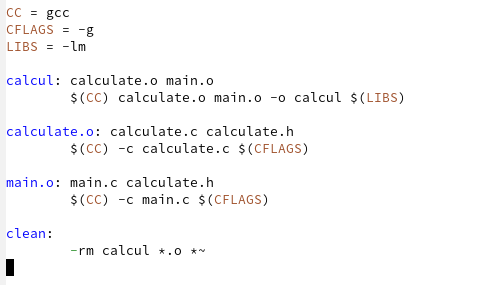 CC = gcc
CFLAGS = -g
LIBS = -lm
calcul: calculate.o main.o
$(CC) calculate.o main.o -o calcul $(LIBS)
calculate.o: calculate.c calculate.h
$(CC) -c calculate.c $(CFLAGS)
main.o: main.c calculate.h
$(CC) -c main.c $(CFLAGS)
clean:
-rm calcul *.o *~